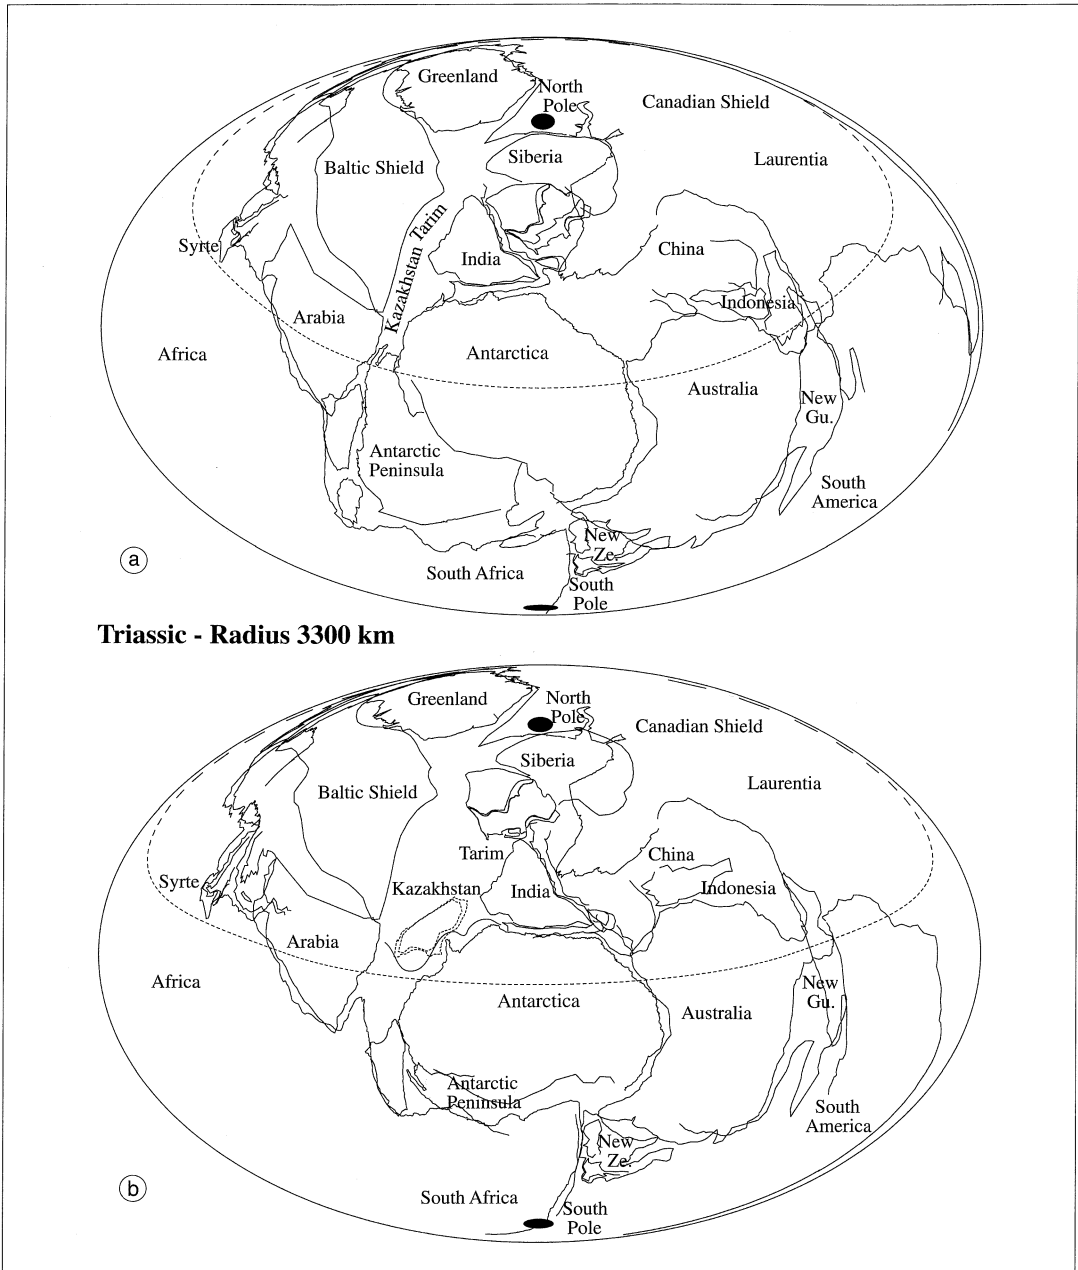 Greenland
North
Pole
Canadian Shield
Siberia
Laurentia
Baltic Shield
Kazakhstan Tarim
Syrte
India
China
Arabia
Indonesia
Africa
Antarctica
Australia
New
Gu.
Antarctic
Peninsula
South
America
New
Ze.
a
South Africa
South
Pole
Triassic - Radius 3300 km
Greenland
North
Pole
Canadian Shield
Siberia
Laurentia
Baltic Shield
Tarim
China
Syrte
Kazakhstan
India
Indonesia
Arabia
Africa
Antarctica
New
Gu.
Australia
Antarctic
Peninsula
South
America
New
Ze.
b
South Africa
South
Pole